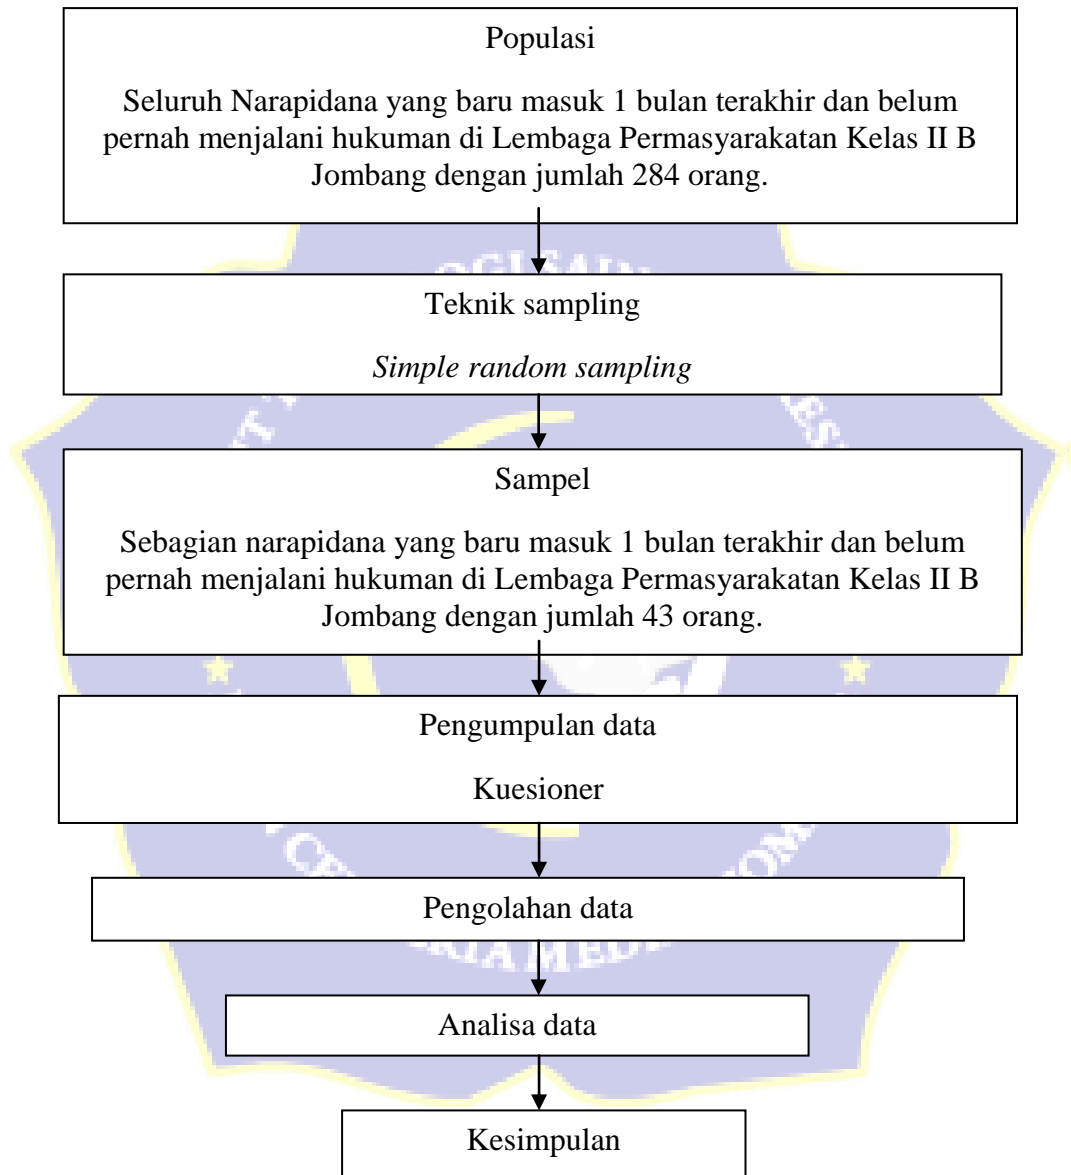 Populasi
Seluruh Narapidana yang baru masuk 1 bulan terakhir dan belum
pernah menjalani hukuman di Lembaga Permasyarakatan Kelas II B
Jombang dengan jumlah 284 orang.
OGI SAIN
Teknik sampling
Simple random sampling
Sampel
Sebagian narapidana yang baru masuk 1 bulan terakhir dan belum
pernah menjalani hukuman di Lembaga Permasyarakatan Kelas II B
Jombang dengan jumlah 43 orang.
Pengumpulan data
Kuesioner
Pengolahan data
Analisa data
Kesimpulan